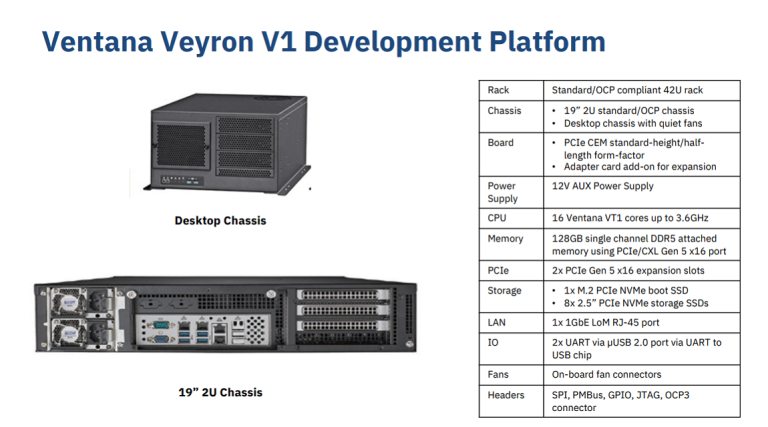 Ventana Veyron V1 Development Platform
Desktop Chassis
19” 2U Chassis
Rack
Standard/OCP compliant 42U rack
Chassis
• 19” 2U standard/OCP chassis
• Desktop chassis with quiet fans
Board
• PCIe CEM standard-height/half-
length form-factor
• Adapter card add-on for expansion
Power
Supply
12V AUX Power Supply
CPU
16 Ventana VT1 cores up to 3.6GHz
Memory
128GB single channel DDR5 attached
memory using PCIe/CXL Gen 5 x16 port
PCIe
2x PCIe Gen 5 x16 expansion slots
Storage
• 1x M.2 PCIe NVMe boot SSD
• 8x 2.5” PCIe NVMe storage SSDs
LAN
1x 1GbE LoM RJ-45 port
IO
2x UART via µUSB 2.0 port via UART to
USB chip
Fans
On-board fan connectors
Headers
SPI, PMBus, GPIO, JTAG, OCP3
connector